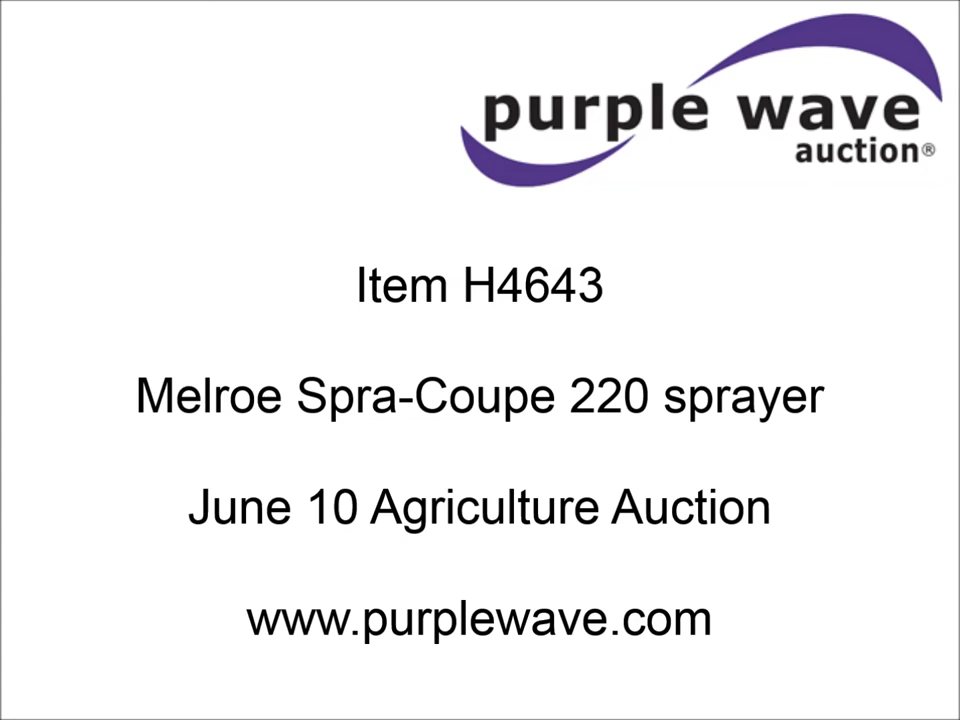 purple wave
auction®
Item H4643
Melroe Spra-Coupe 220 sprayer
June 10 Agriculture Auction
www.purplewave.com